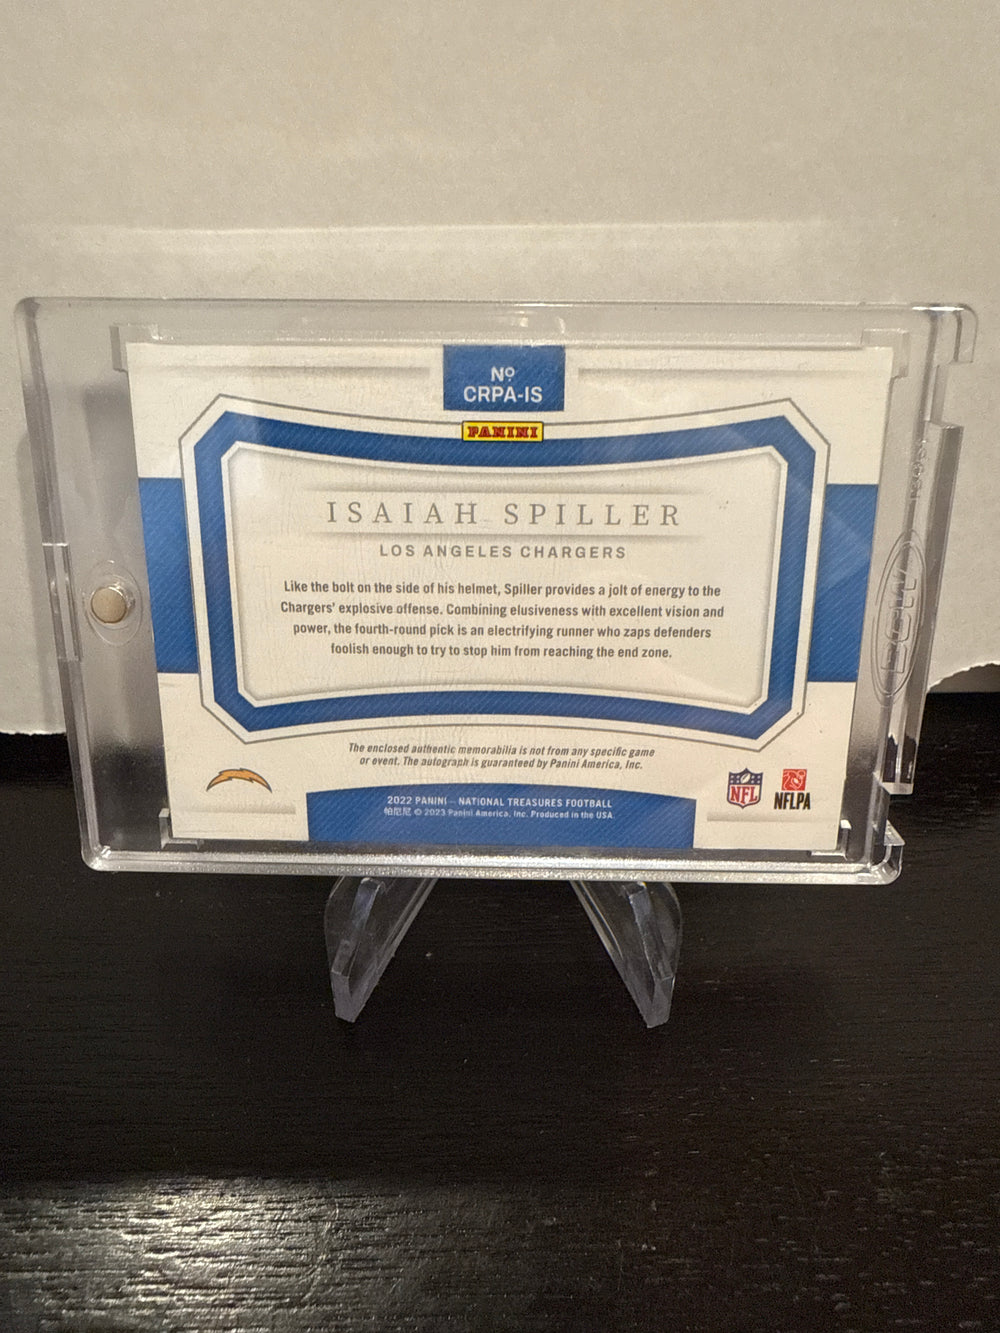 Nº
CRPA-IS
PANINI
ISAIAH SPILLER
LOS ANGELES CHARGERS
Like the bolt on the side of his helmet, Spiller provides a jolt of energy to the
Chargers' explosive offense. Combining elusiveness with excellent vision and
power, the fourth-round pick is an electrifying runner who zaps defenders
foolish enough to try to stop him from reaching the end zone.
The enclosed authentic memorabilia is not from any specific game
or event. The autograph is guaranteed by Panini America, Inc.
2022 PANINI – NATIONAL TREASURES FOOTBALL
帕尼尼 © 2023 Panini America, Inc. Produced in the USA
NFL
NFLPA
BCW